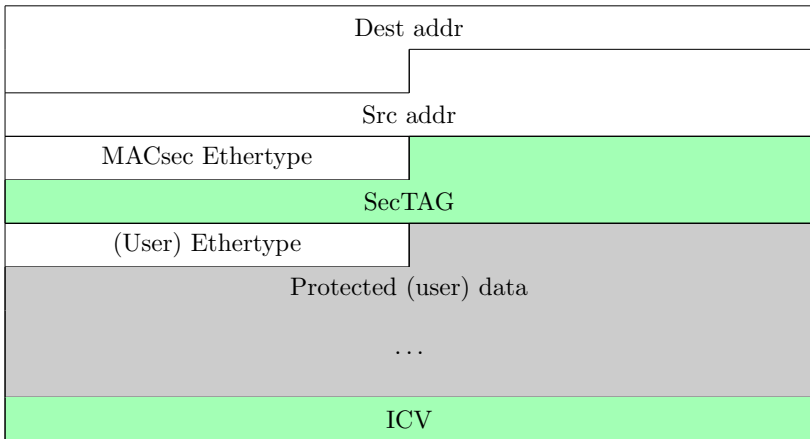 Dest addr
Src addr
MACsec Ethertype
SecTAG
(User) Ethertype
Protected (user) data
...
ICV